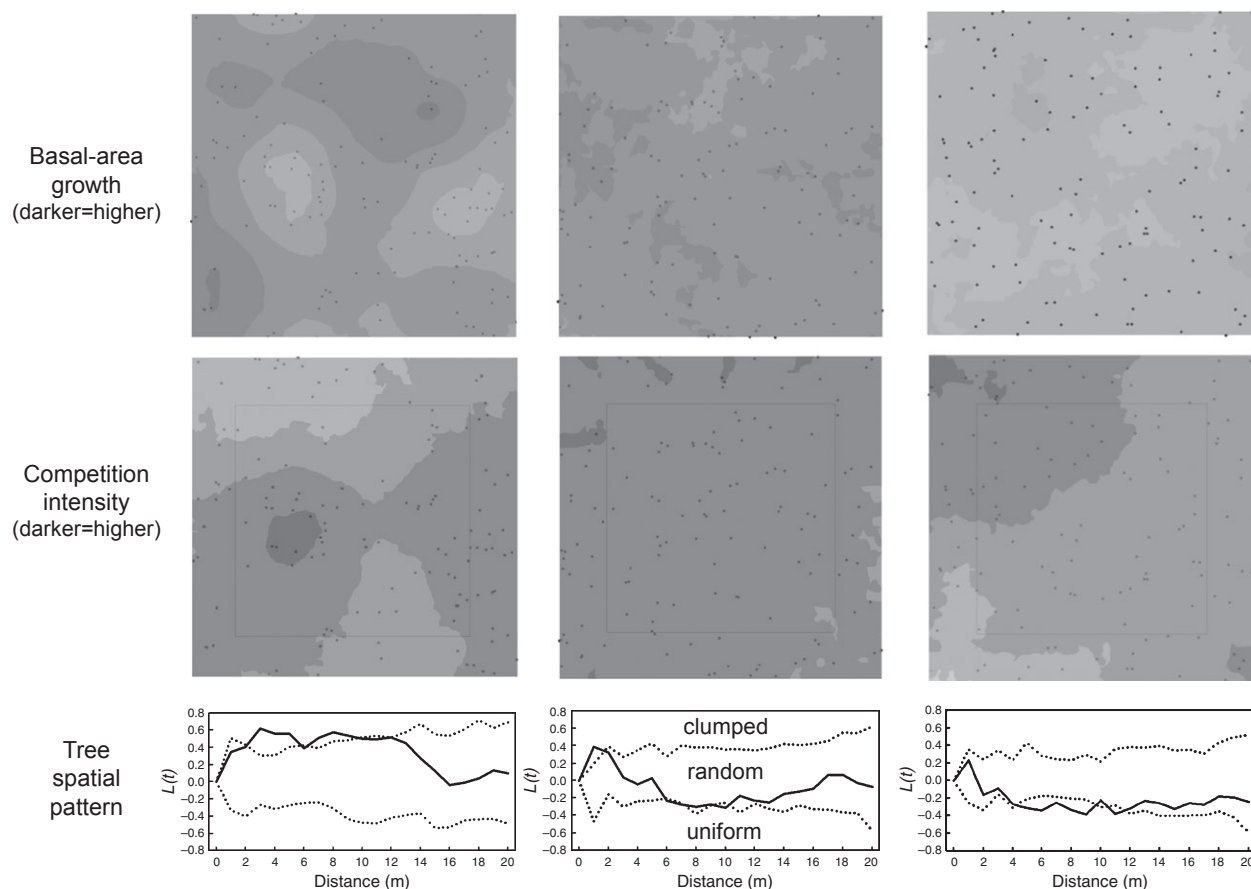 Basal-area
growth
(darker=higher)
Competition
intensity
(darker=higher)
Tree
spatial
pattern
L(t)
0.8
0.6
0.4
0.2
0.0
–0.2
–0.4
–0.6
–0.8
0 2 4 6 8 10 12 14 16 18 20
Distance (m)
L(t)
0.8
0.6
0.4
0.2
0.0
–0.2
–0.4
–0.6
–0.8
clumped
random
uniform
0 2 4 6 8 10 12 14 16 18 20
Distance (m)
L(t)
0.8
0.6
0.4
0.2
0.0
–0.2
–0.4
–0.6
–0.8
0 2 4 6 8 10 12 14 16 18 20
Distance (m)